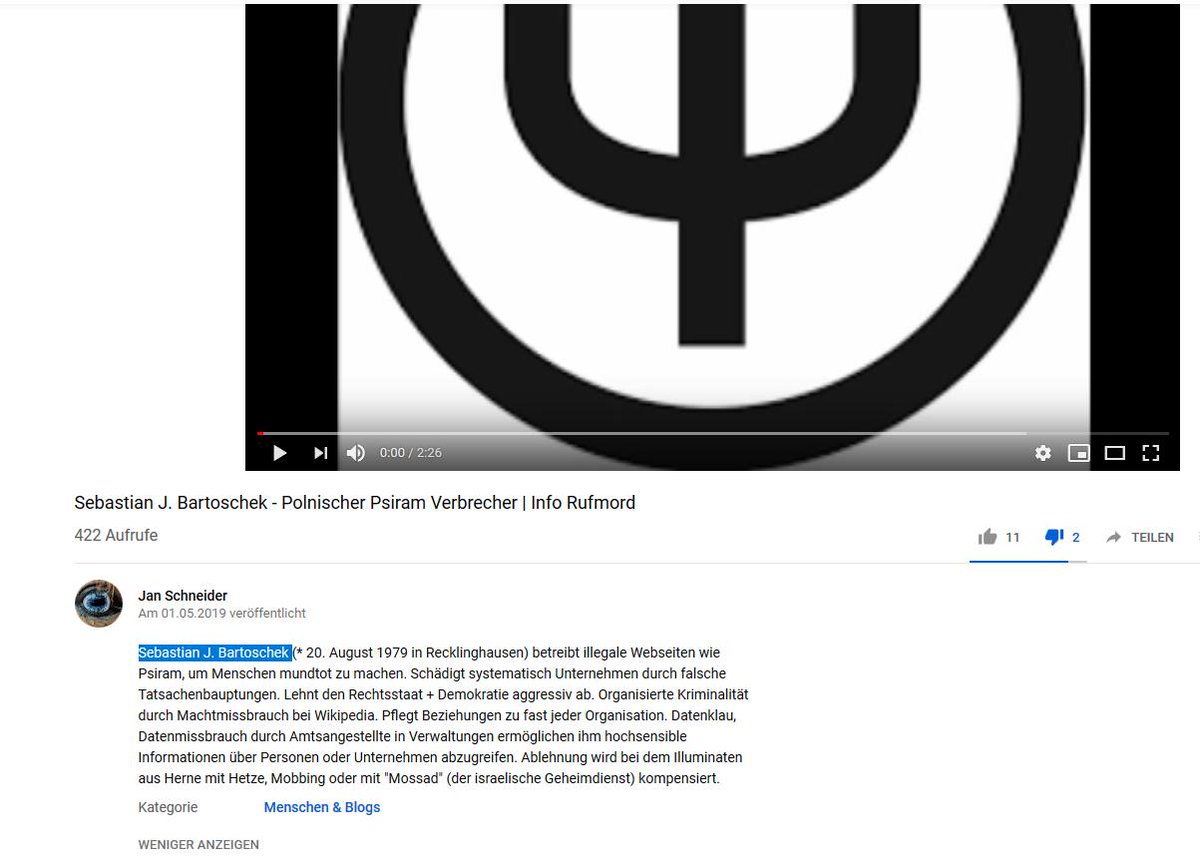 0:00 / 2:26
Sebastian J. Bartoschek - Polnischer Psiram Verbrecher | Info Rufmord
422 Aufrufe
11
2
TEILEN
Jan Schneider
Am 01.05.2019 veröffentlicht
Sebastian J. Bartoschek (* 20. August 1979 in Recklinghausen) betreibt illegale Webseiten wie
Psiram, um Menschen mundtot zu machen. Schädigt systematisch Unternehmen durch falsche
Tatsachenbauptungen. Lehnt den Rechtsstaat + Demokratie aggressiv ab. Organisierte Kriminalität
durch Machtmissbrauch bei Wikipedia. Pflegt Beziehungen zu fast jeder Organisation. Datenklau,
Datenmissbrauch durch Amtsangestellte in Verwaltungen ermöglichen ihm hochsensible
Informationen über Personen oder Unternehmen abzugreifen. Ablehnung wird bei dem Illuminaten
aus Herne mit Hetze, Mobbing oder mit "Mossad" (der israelische Geheimdienst) kompensiert.
Kategorie
Menschen & Blogs
WENIGER ANZEIGEN